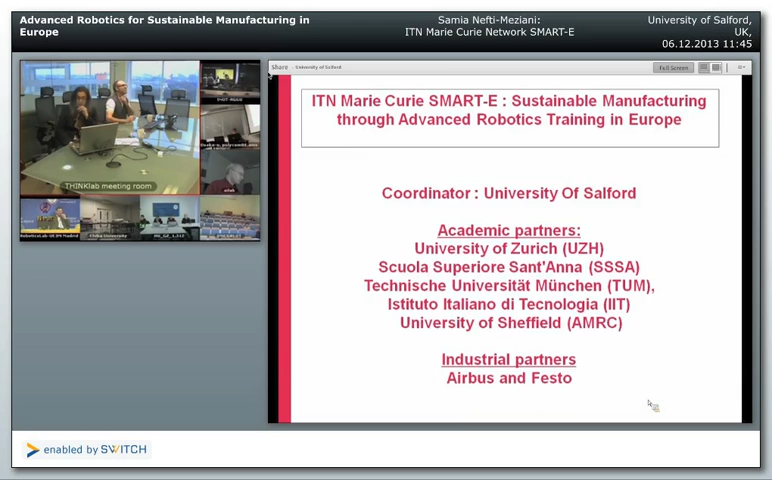 Advanced Robotics for Sustainable Manufacturing in
Europe
Samia Nefti-Meziani:
ITN Marie Curie Network SMART-E
University of Salford,
UK,
06.12.2013 11:45
Share - University of Salford
Full Screen
THINKlab meeting room
ITN Marie Curie SMART-E : Sustainable Manufacturing
through Advanced Robotics Training in Europe
Coordinator : University Of Salford
Academic partners:
University of Zurich (UZH)
Scuola Superiore Sant'Anna (SSSA)
Technische Universität München (TUM),
Istituto Italiano di Tecnologia (IIT)
University of Sheffield (AMRC)
Industrial partners
Airbus and Festo
enabled by SWITCH